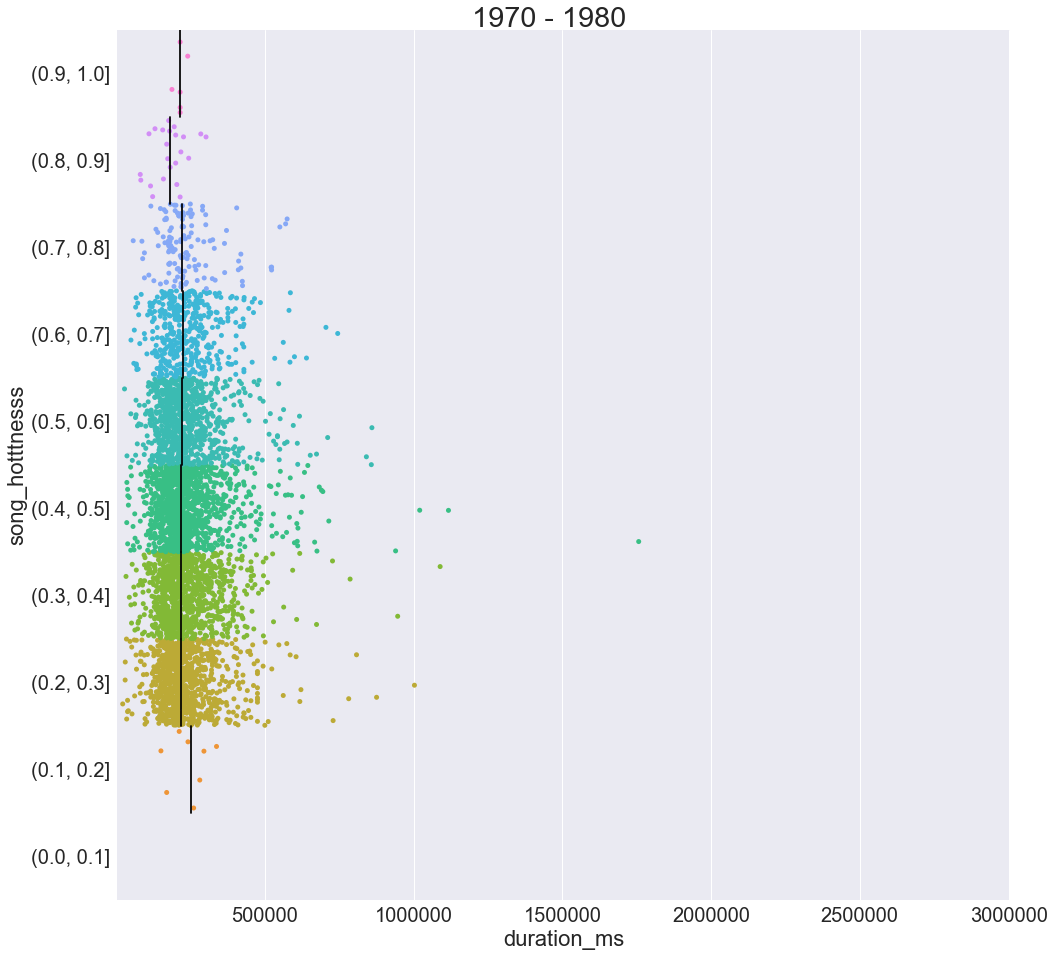 1970 - 1980
song_hotttnesss
(0.9, 1.0]
(0.8, 0.9]
(0.7, 0.8]
(0.6, 0.7]
(0.5, 0.6]
(0.4, 0.5]
(0.3, 0.4]
(0.2, 0.3]
(0.1, 0.2]
(0.0, 0.1]
500000 1000000 1500000 2000000 2500000 3000000
duration_ms